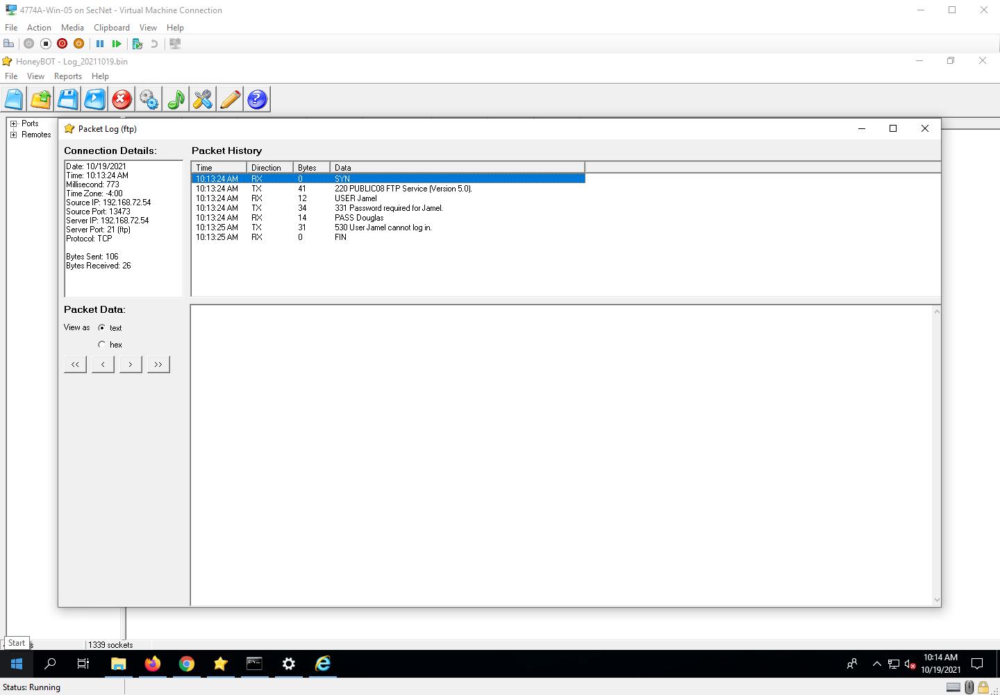 4774A-Win-05 on SecNet - Virtual Machine Connection
File Action Media Clipboard View Help
HoneyBOT - Log_20211019.bin
File View Reports Help
Ports
Remotes
Packet Log (ftp)
Connection Details:
Date: 10/19/2021
Time: 10:13:24 AM
Millisecond: 773
Time Zone: -4:00
Source IP: 192.168.72.54
Source Port: 13473
Server IP: 192.168.72.54
Server Port: 21 (ftp)
Protocol: TCP
Bytes Sent: 106
Bytes Received: 26
Packet History
Time Direction Bytes Data
10:13:24 AM RX 0 SYN
10:13:24 AM TX 41 220 PUBLIC08 FTP Service (Version 5.0).
10:13:24 AM RX 12 USER Jamel
10:13:24 AM TX 34 331 Password required for Jamel.
10:13:24 AM RX 14 PASS Douglas
10:13:25 AM TX 31 530 User Jamel cannot log in.
10:13:25 AM RX 0 FIN
Packet Data:
View as text
hex
<< < > >>
Start
1339 sockets
10:14 AM
10/19/2021
Status: Running